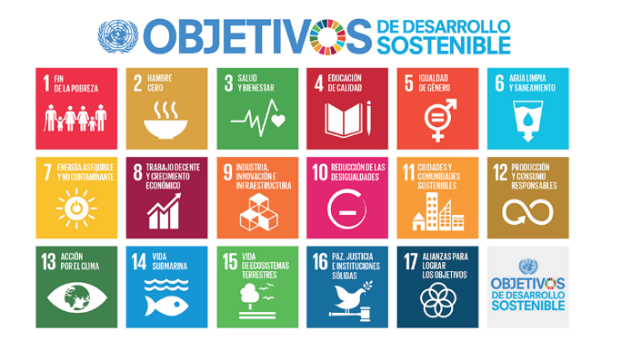 OBJETIVOS DE DESARROLLO
SOSTENIBLE
1 FIN
DE LA POBREZA
2 HAMBRE
CERO
3 SALUD
Y BIENESTAR
4 EDUCACIÓN
DE CALIDAD
5 IGUALDAD
DE GÉNERO
6 AGUA LIMPIA
Y SANEAMIENTO
7 ENERGÍA ASEQUIBLE
Y NO CONTAMINANTE
8 TRABAJO DECENTE
Y CRECIMIENTO
ECONÓMICO
9 INDUSTRIA,
INNOVACIÓN E
INFRAESTRUCTURA
10 REDUCCIÓN DE LAS
DESIGUALDADES
11 CIUDADES Y
COMUNIDADES
SOSTENIBLES
12 PRODUCCIÓN
Y CONSUMO
RESPONSABLES
13 ACCIÓN
POR EL CLIMA
14 VIDA
SUBMARINA
15 VIDA
DE ECOSISTEMAS
TERRESTRES
16 PAZ, JUSTICIA
E INSTITUCIONES
SÓLIDAS
17 ALIANZAS PARA
LOGRAR
LOS OBJETIVOS
OBJETIVOS
DE DESARROLLO
SOSTENIBLE